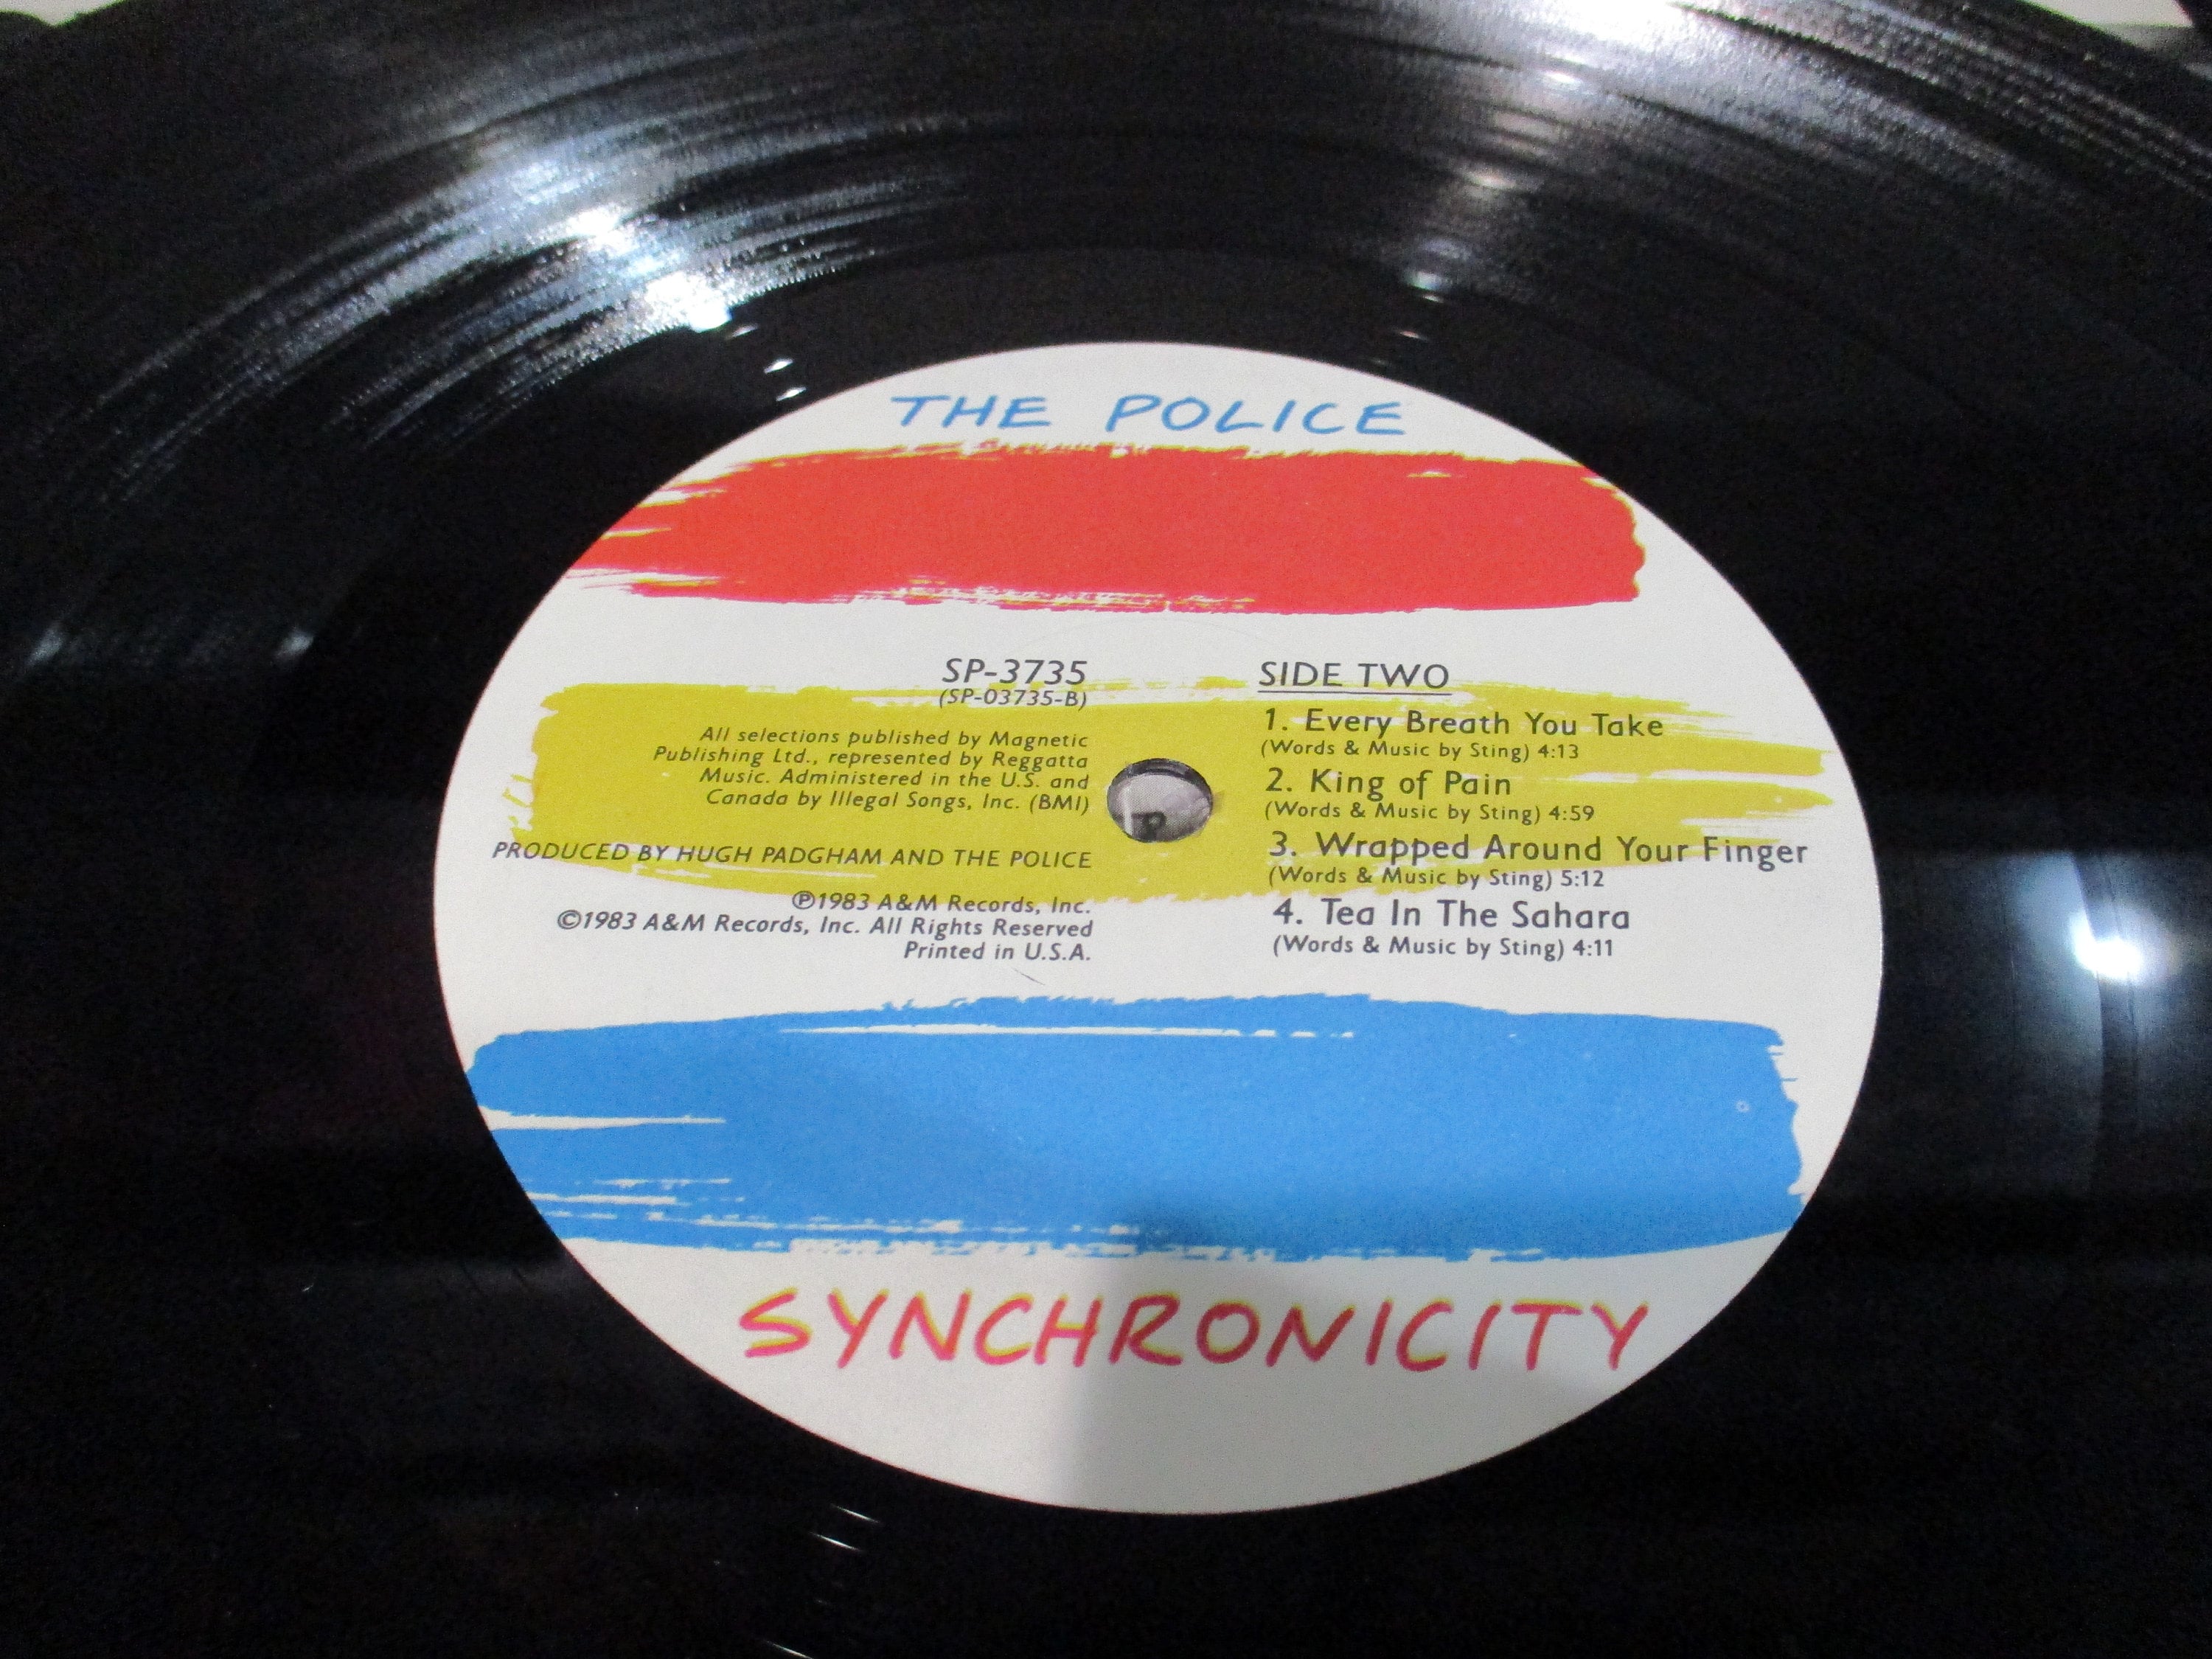 THE POLICE
SP-3735
(SP-03735-B)
All selections published by Magnetic
Publishing Ltd., represented by Reggatta
Music. Administered in the U.S. and
Canada by Illegal Songs, Inc. (BMI)
PRODUCED BY HUGH PADGHAM AND THE POLICE
℗1983 A&M Records, Inc.
©1983 A&M Records, Inc. All Rights Reserved
Printed in U.S.A.
SIDE TWO
1. Every Breath You Take
(Words & Music by Sting) 4:13
2. King of Pain
(Words & Music by Sting) 4:59
3. Wrapped Around Your Finger
(Words & Music by Sting) 5:12
4. Tea In The Sahara
(Words & Music by Sting) 4:11
SYNCHRONICITY